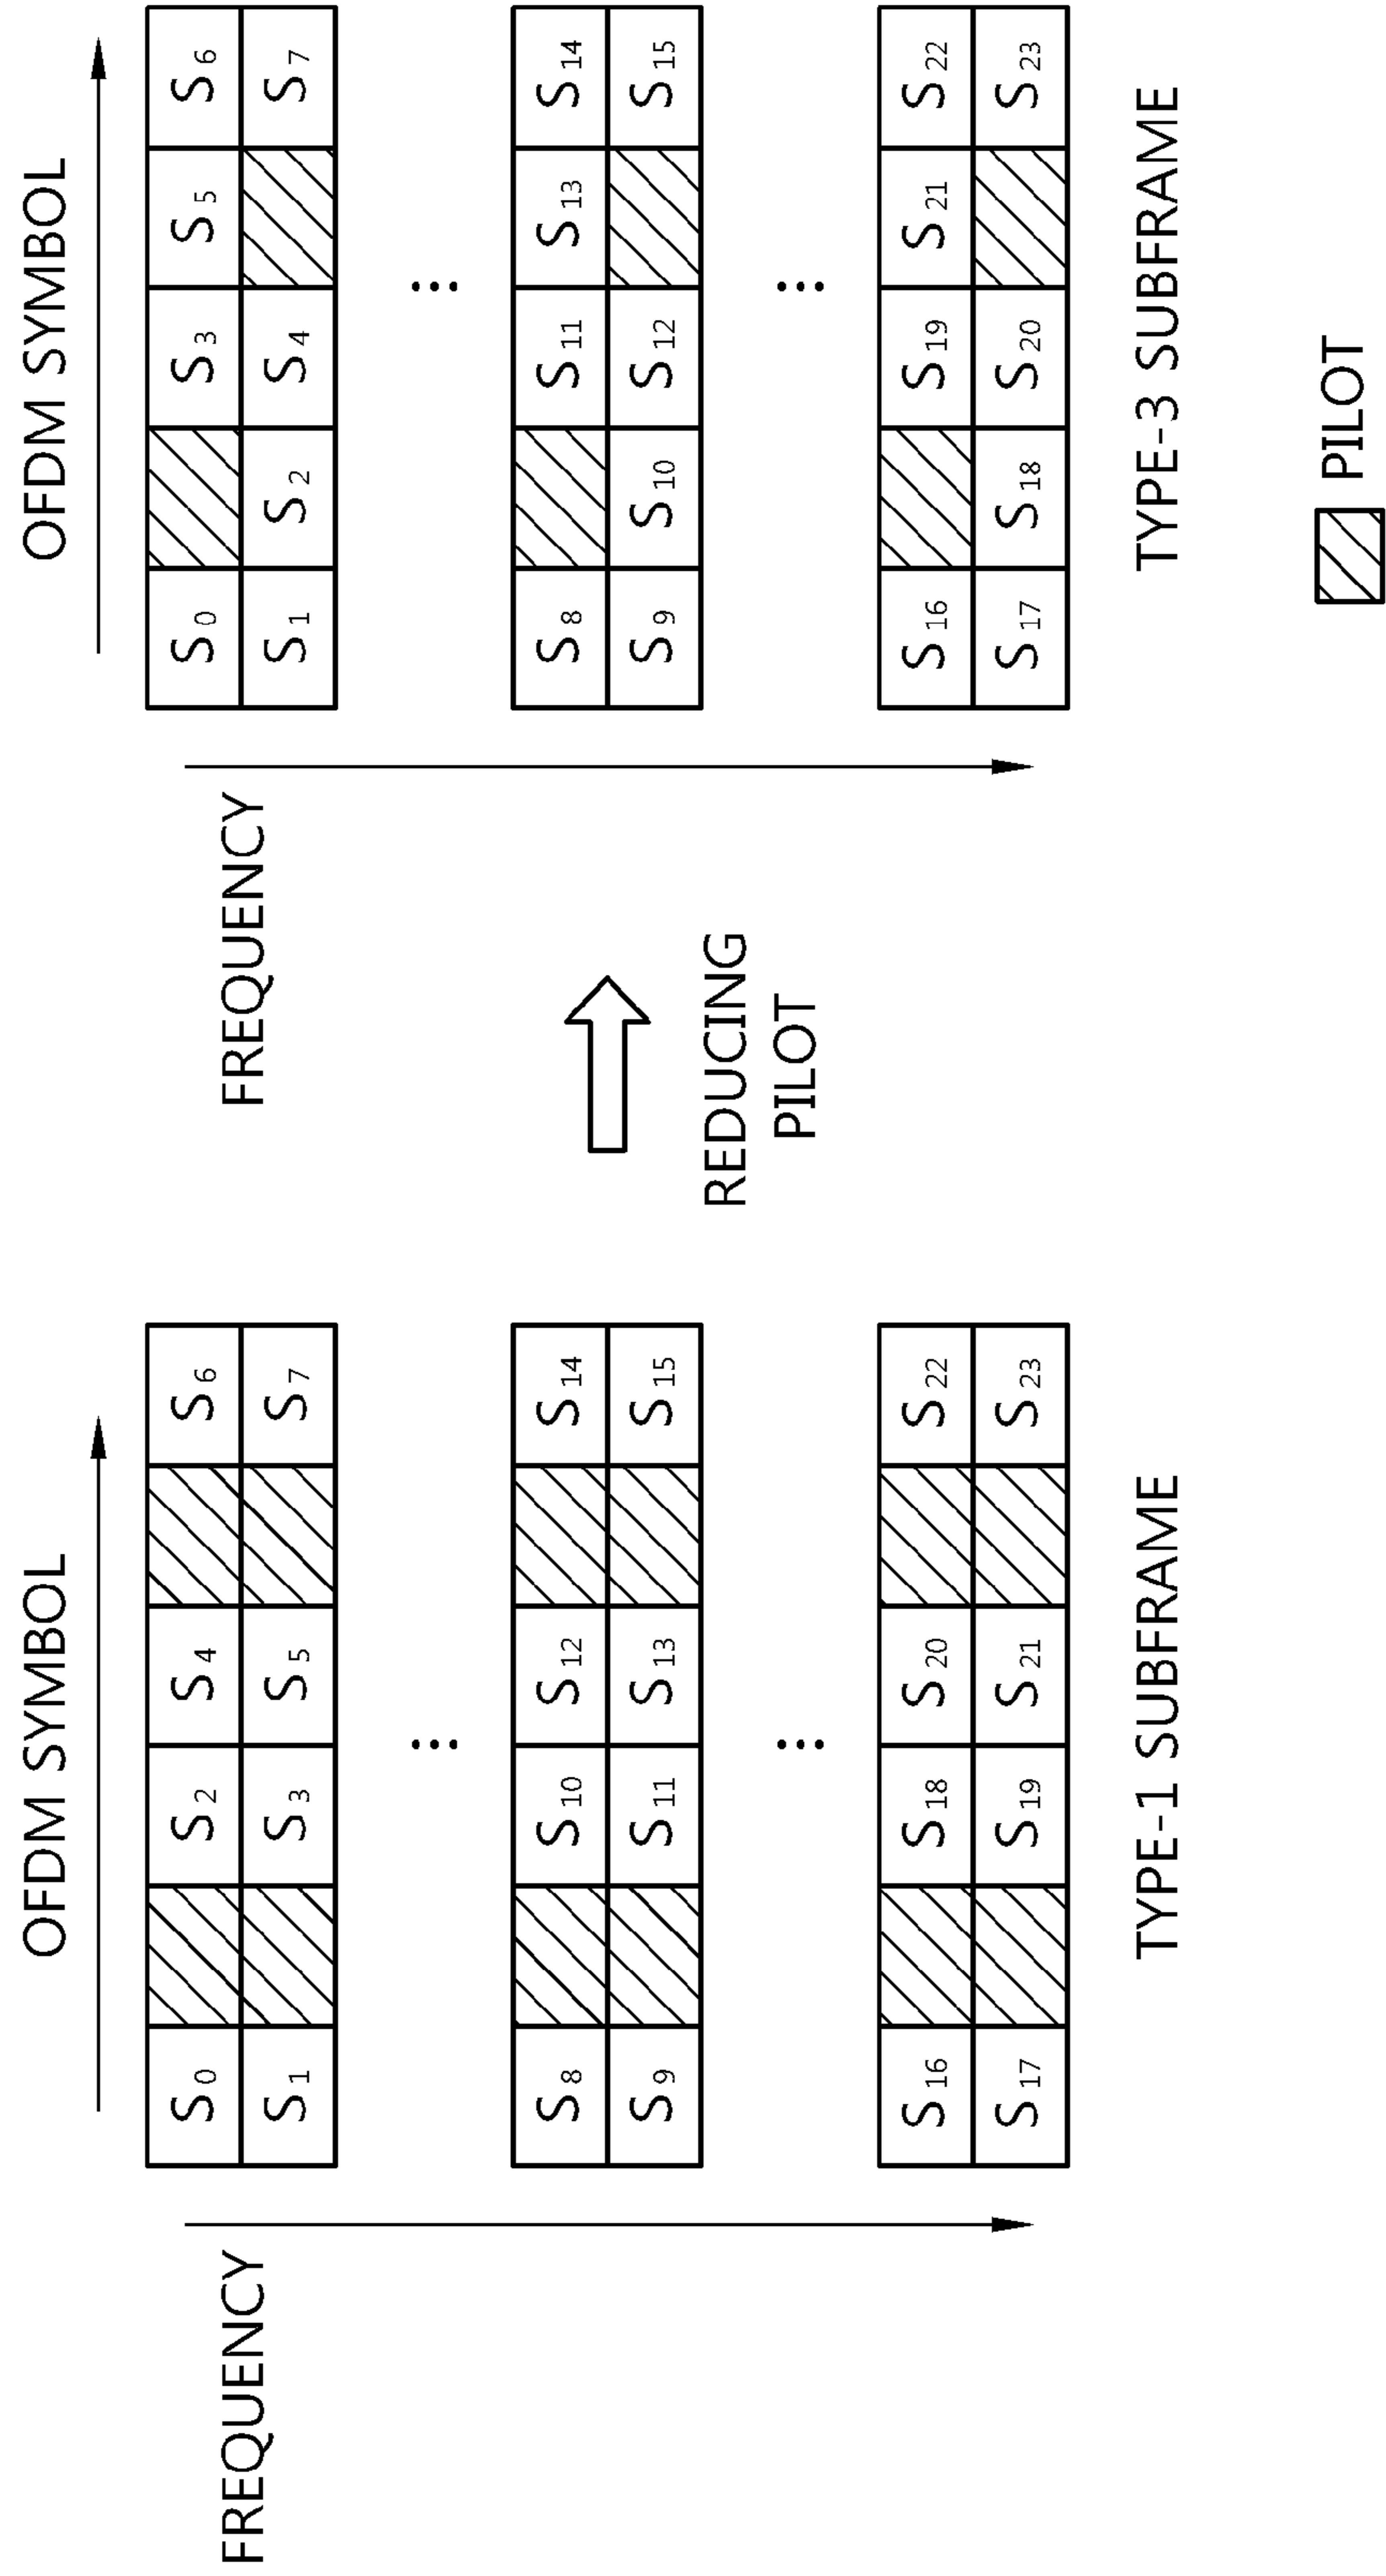 OFDM SYMBOL
FREQUENCY
S0 S2 S4 S6
S1 S3 S5 S7
...
S8 S10 S12 S14
S9 S11 S13 S15
...
S16 S18 S20 S22
S17 S19 S21 S23
TYPE-1 SUBFRAME
REDUCING
PILOT
OFDM SYMBOL
FREQUENCY
S0 S3 S5 S6
S1 S2 S4 S7
...
S8 S11 S13 S14
S9 S10 S12 S15
...
S16 S19 S21 S22
S17 S18 S20 S23
TYPE-3 SUBFRAME
PILOT